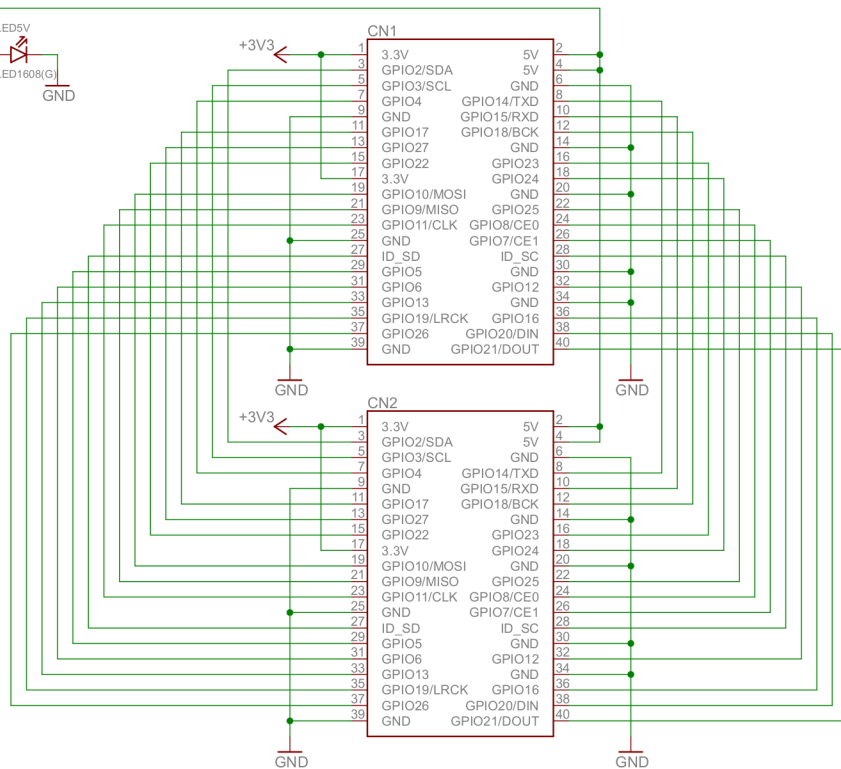 LED5V
LED1608(G)
GND
CN1
+3V3
1 3.3V 5V 2
3 GPIO2/SDA 5V 4
5 GPIO3/SCL GND 6
7 GPIO4 GPIO14/TXD 8
9 GND GPIO15/RXD 10
11 GPIO17 GPIO18/BCK 12
13 GPIO27 GND 14
15 GPIO22 GPIO23 16
17 3.3V GPIO24 18
19 GPIO10/MOSI GND 20
21 GPIO9/MISO GPIO25 22
23 GPIO11/CLK GPIO8/CE0 24
25 GND GPIO7/CE1 26
27 ID_SD ID_SC 28
29 GPIO5 GND 30
31 GPIO6 GPIO12 32
33 GPIO13 GND 34
35 GPIO19/LRCK GPIO16 36
37 GPIO26 GPIO20/DIN 38
39 GND GPIO21/DOUT 40
GND GND
CN2
+3V3
1 3.3V 5V 2
3 GPIO2/SDA 5V 4
5 GPIO3/SCL GND 6
7 GPIO4 GPIO14/TXD 8
9 GND GPIO15/RXD 10
11 GPIO17 GPIO18/BCK 12
13 GPIO27 GND 14
15 GPIO22 GPIO23 16
17 3.3V GPIO24 18
19 GPIO10/MOSI GND 20
21 GPIO9/MISO GPIO25 22
23 GPIO11/CLK GPIO8/CE0 24
25 GND GPIO7/CE1 26
27 ID_SD ID_SC 28
29 GPIO5 GND 30
31 GPIO6 GPIO12 32
33 GPIO13 GND 34
35 GPIO19/LRCK GPIO16 36
37 GPIO26 GPIO20/DIN 38
39 GND GPIO21/DOUT 40
GND GND